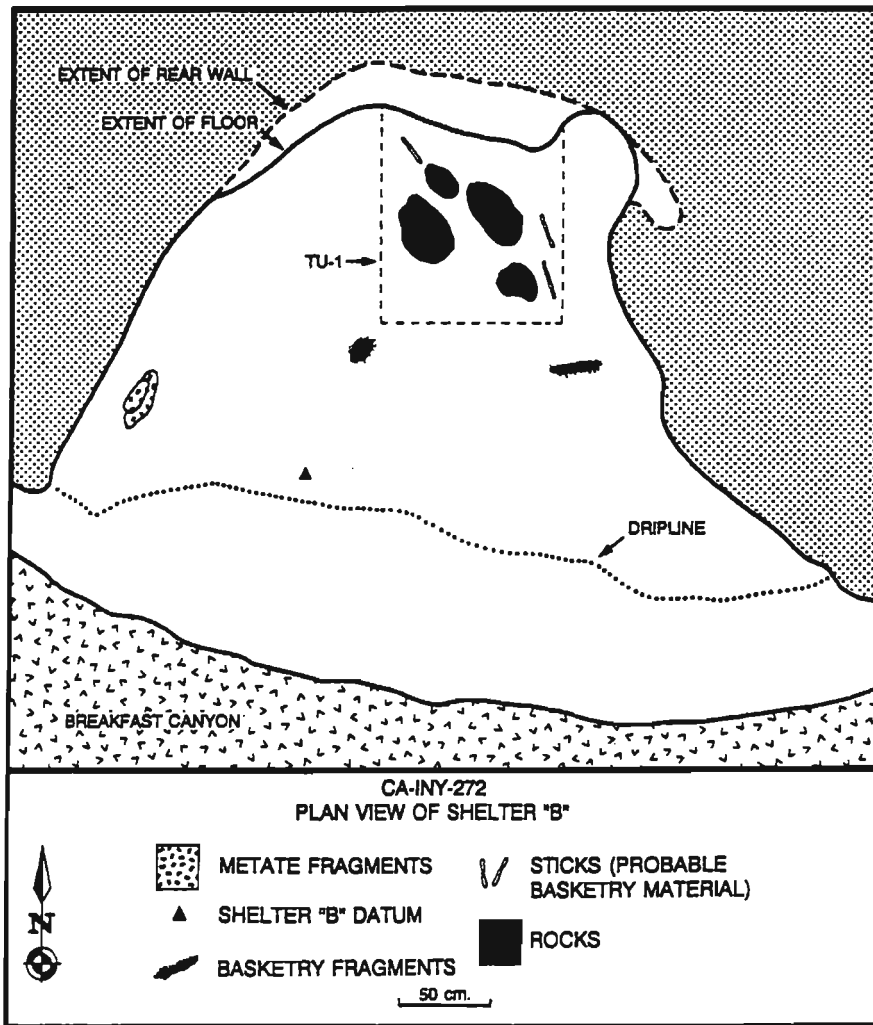 EXTENT OF REAR WALL
EXTENT OF FLOOR
TU-1
DRIPLINE
BREAKFAST CANYON
CA-INY-272
PLAN VIEW OF SHELTER "B"
METATE FRAGMENTS
SHELTER "B" DATUM
BASKETRY FRAGMENTS
STICKS (PROBABLE
BASKETRY MATERIAL)
ROCKS
N
50 cm.